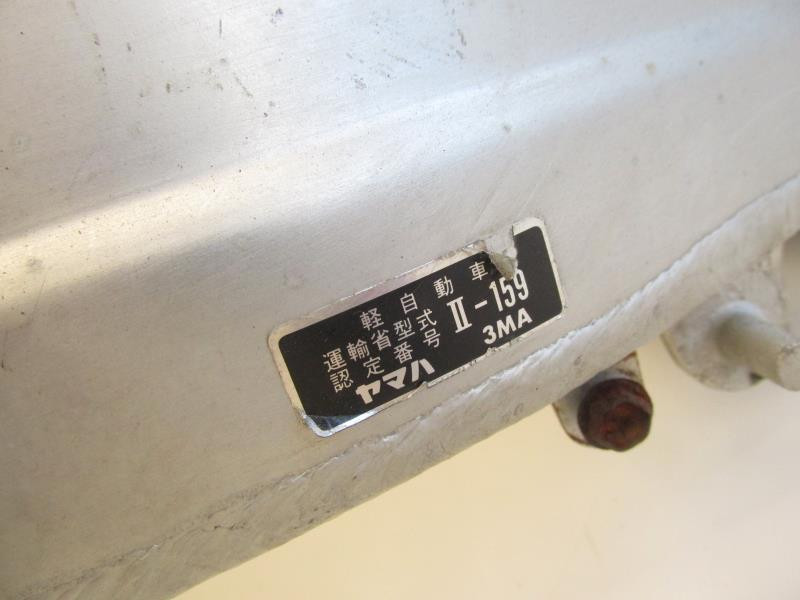 軽自動車
運輸省型式
認定番号
II-159
ヤマハ
3MA